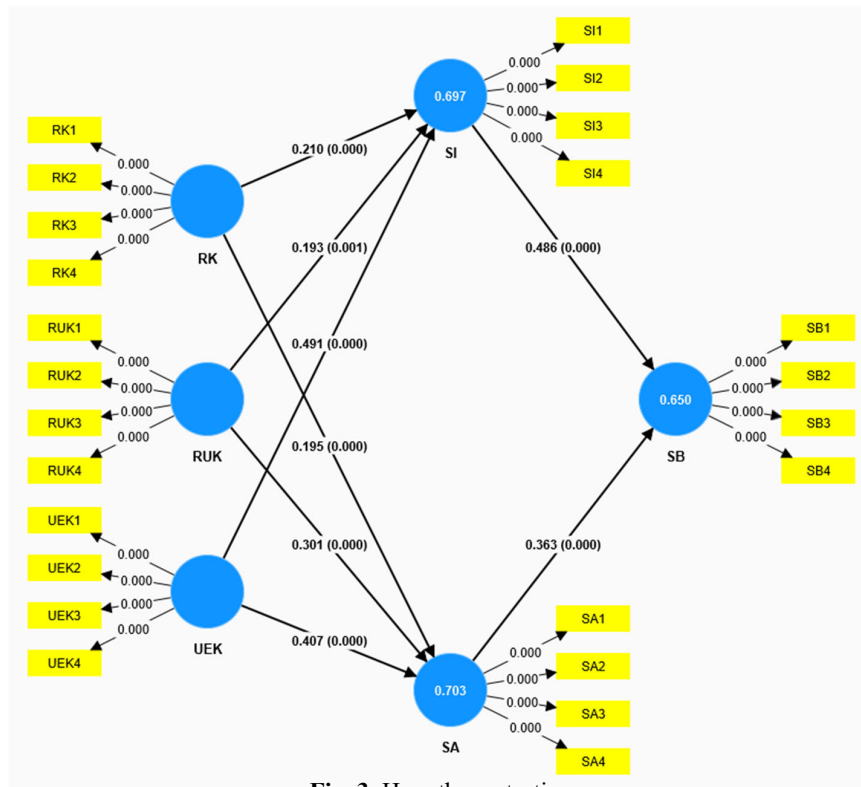 SI1
0.000
SI2
0.000
0.697
0.000
SI3
0.000
SI
SI4
RK1
0.000
RK2
0.000
0.000
RK3
0.000
RK
RK4
0.210 (0.000)
0.193 (0.001)
0.486 (0.000)
RUK1
0.000
RUK2
0.000
0.000
RUK3
0.000
RUK
RUK4
0.491 (0.000)
0.195 (0.000)
0.301 (0.000)
0.363 (0.000)
SB1
0.000
SB2
0.650
0.000
0.000
SB3
0.000
SB
SB4
UEK1
0.000
UEK2
0.000
0.000
UEK3
0.000
UEK
UEK4
0.407 (0.000)
SA1
0.000
SA2
0.703
0.000
0.000
SA3
0.000
SA
SA4